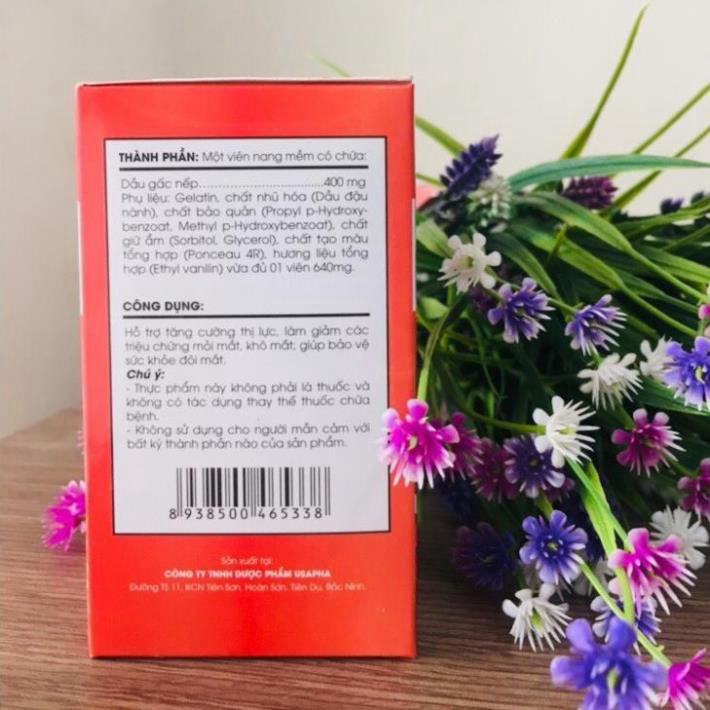 THÀNH PHẦN: Một viên nang mềm có chứa:
Dầu gấc nếp..............................400 mg
Phụ liệu: Gelatin, chất nhũ hóa (Dầu đậu
nành), chất bảo quản (Propyl p-Hydroxy-
benzoat, Methyl p-Hydroxybenzoat), chất
giữ ẩm (Sorbitol, Glycerol), chất tạo màu
tổng hợp (Ponceau 4R), hương liệu tổng
hợp (Ethyl vanilin) vừa đủ 01 viên 640mg.
CÔNG DỤNG:
Hỗ trợ tăng cường thị lực, làm giảm các
triệu chứng mỏi mắt, khô mắt; giúp bảo vệ
sức khỏe đôi mắt.
Chú ý:
- Thực phẩm này không phải là thuốc và
không có tác dụng thay thế thuốc chữa
bệnh.
- Không sử dụng cho người mẫn cảm với
bất kỳ thành phần nào của sản phẩm.
8 938500 465338
Sản xuất tại:
CÔNG TY TNHH DƯỢC PHẨM USAPHA
Đường TS 11, KCN Tiên Sơn, Hoàn Sơn, Tiên Du, Bắc Ninh.